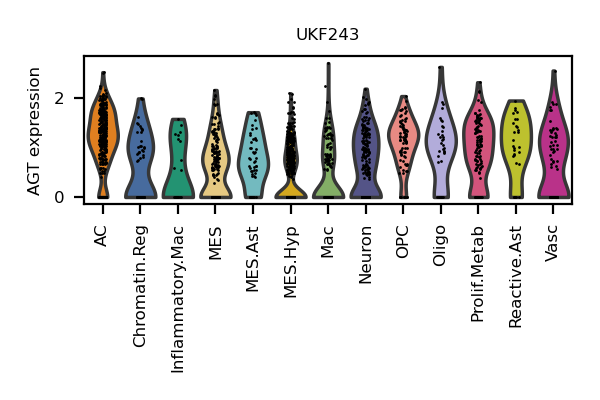 UKF243
AGT expression
2
0
AC
Chromatin.Reg
Inflammatory.Mac
MES
MES.Ast
MES.Hyp
Mac
Neuron
OPC
Oligo
Prolif.Metab
Reactive.Ast
Vasc